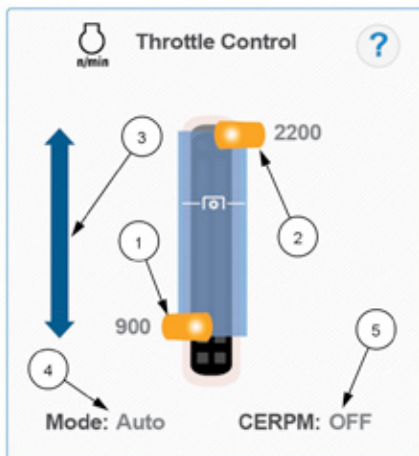 n/min
Throttle Control
?
2200
3
1
2
900
4
5
Mode: Auto
CERPM: OFF